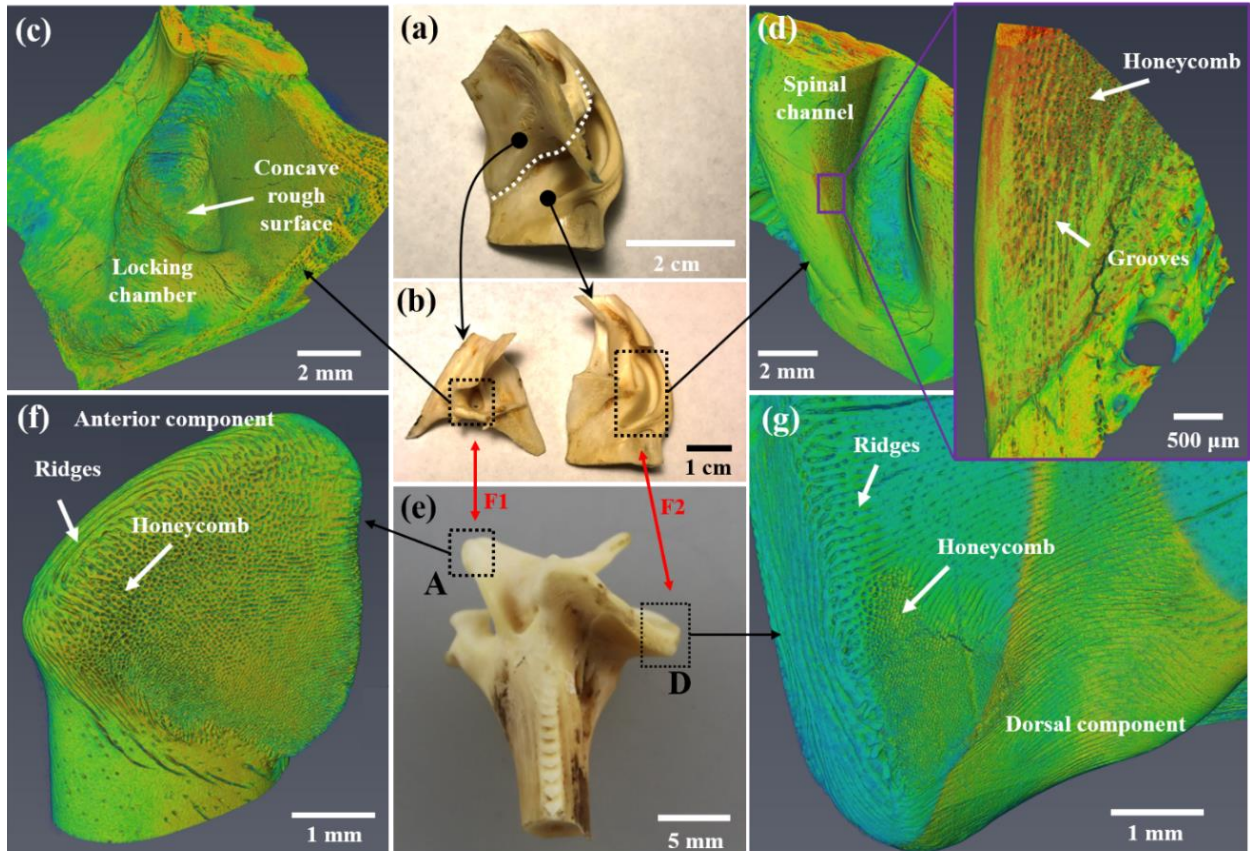 (c)
Concave
rough
surface
Locking
chamber
2 mm
(a)
2 cm
(b)
1 cm
F1
F2
(d)
Spinal
channel
2 mm
Honeycomb
Grooves
500 µm
(f)
Anterior component
Ridges
Honeycomb
1 mm
(e)
A
D
5 mm
(g)
Ridges
Honeycomb
Dorsal component
1 mm